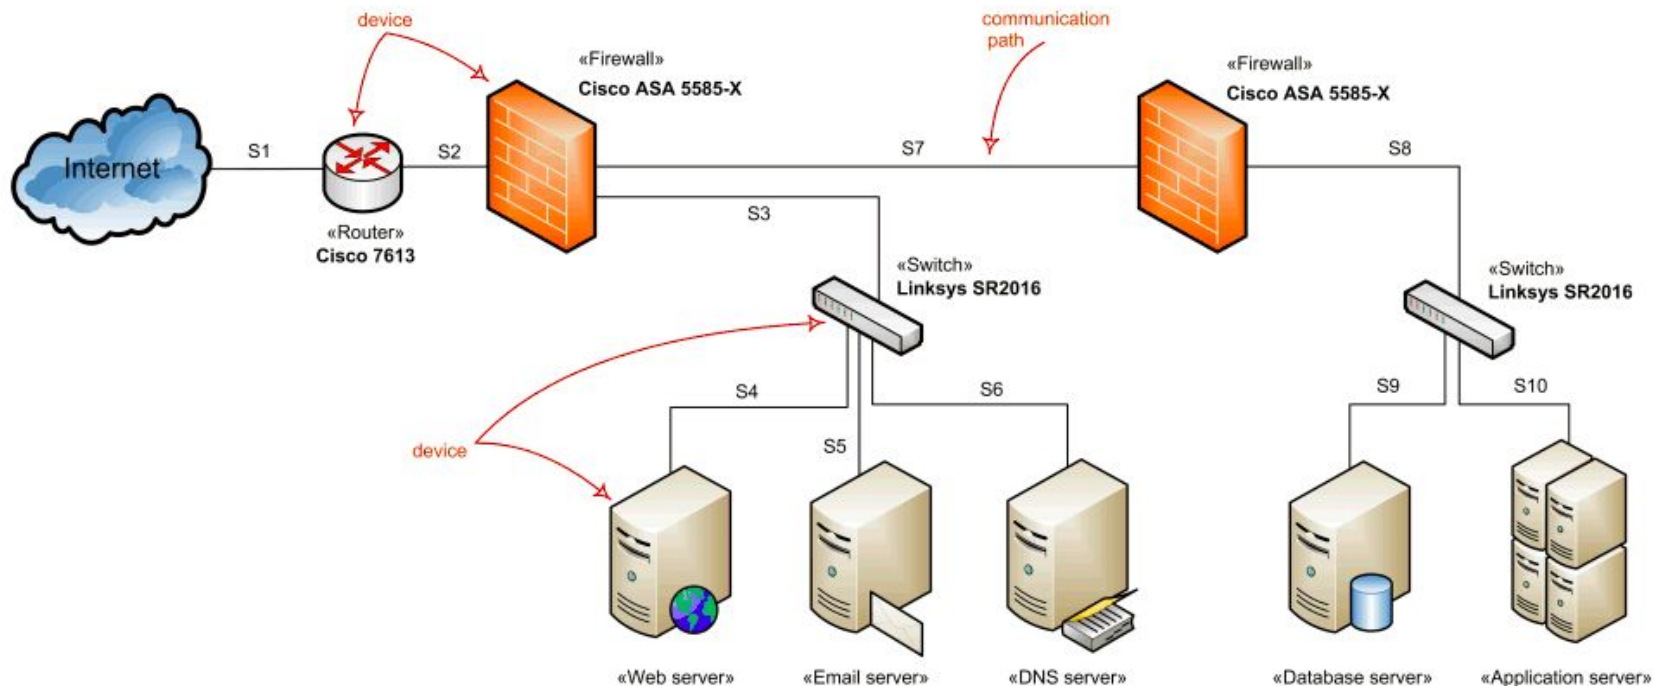 device
communication
path
«Firewall»
Cisco ASA 5585-X
«Firewall»
Cisco ASA 5585-X
Internet
S1
S2
S7
S8
S3
«Router»
Cisco 7613
«Switch»
Linksys SR2016
«Switch»
Linksys SR2016
S4
S6
S9
S10
device
S5
«Web server»
«Email server»
«DNS server»
«Database server»
«Application server»